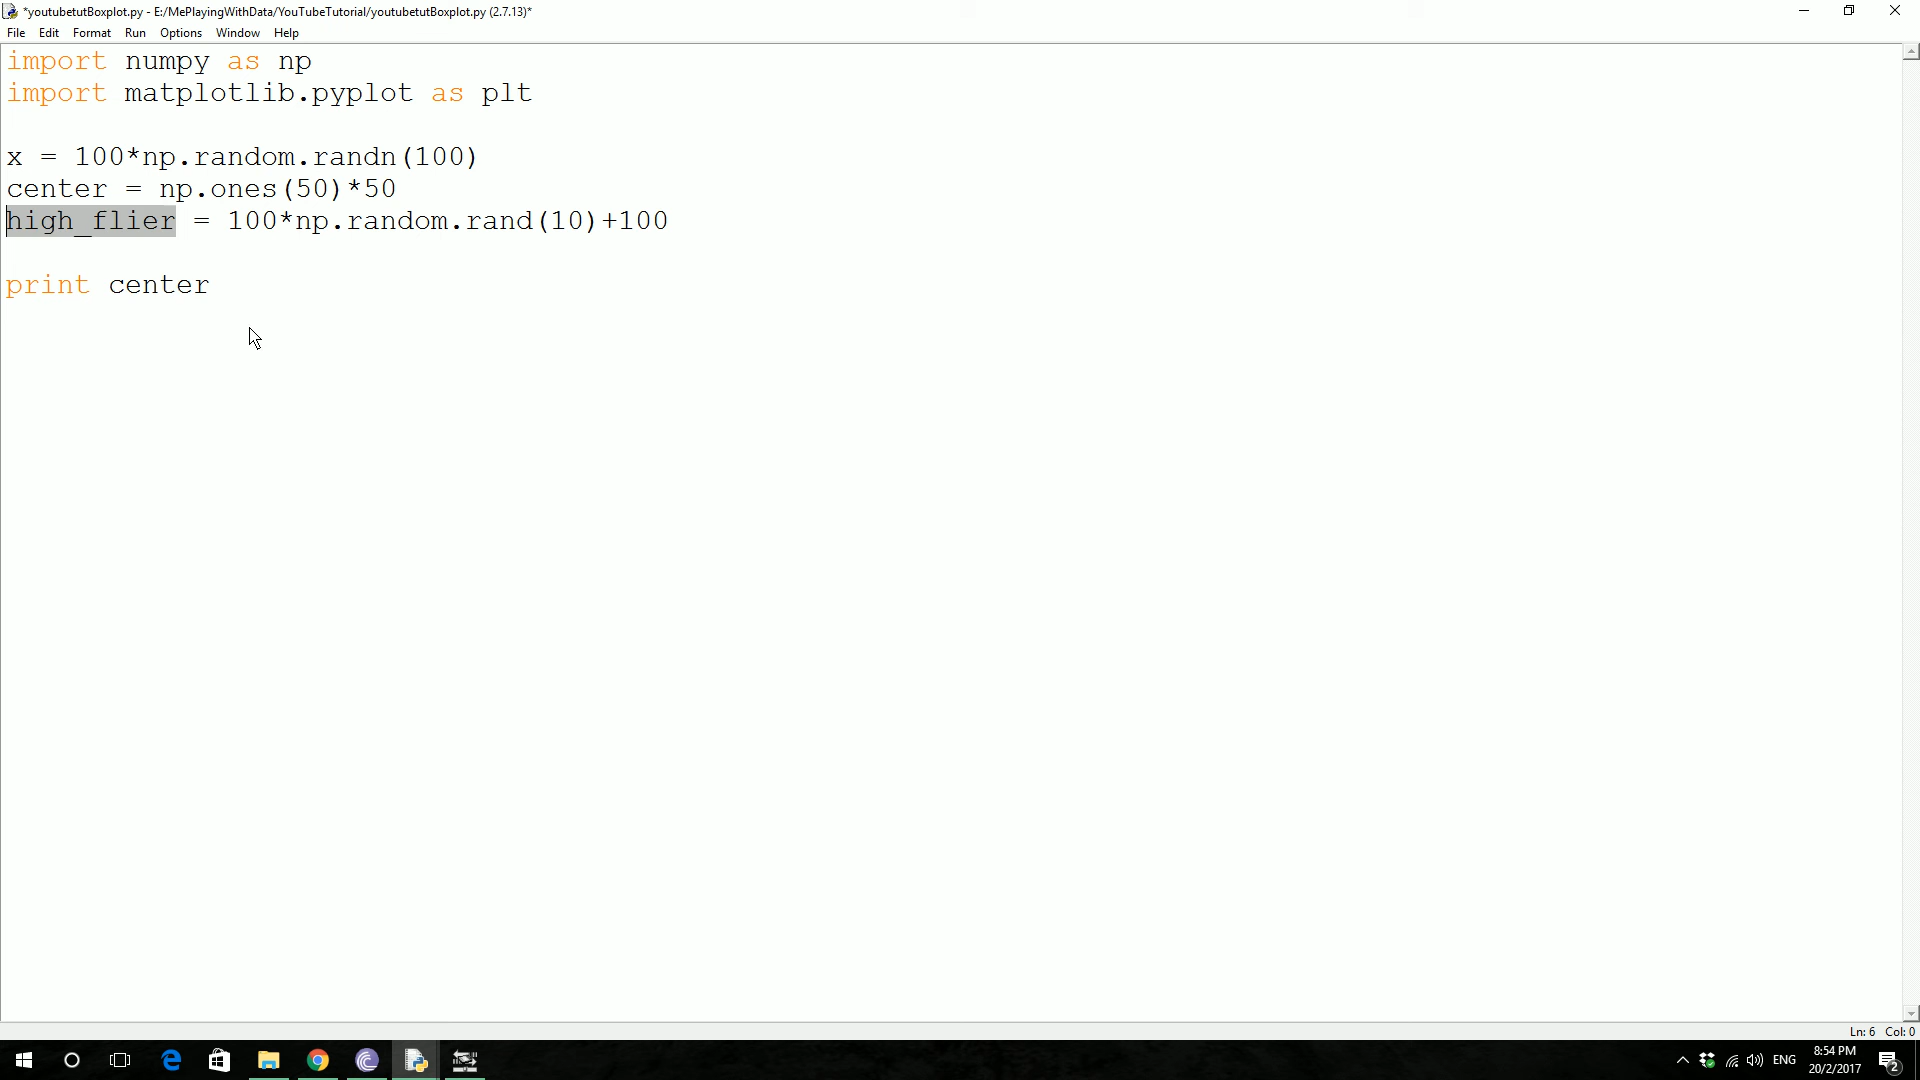 *youtubetutBoxplot.py - E:/MePlayingWithData/YouTubeTutorial/youtubetutBoxplot.py (2.7.13)*
File Edit Format Run Options Window Help
import numpy as np
import matplotlib.pyplot as plt
x = 100*np.random.randn(100)
center = np.ones(50)*50
high_flier = 100*np.random.rand(10)+100
print center
Ln: 6 Col: 0
ENG
8:54 PM
20/2/2017
2